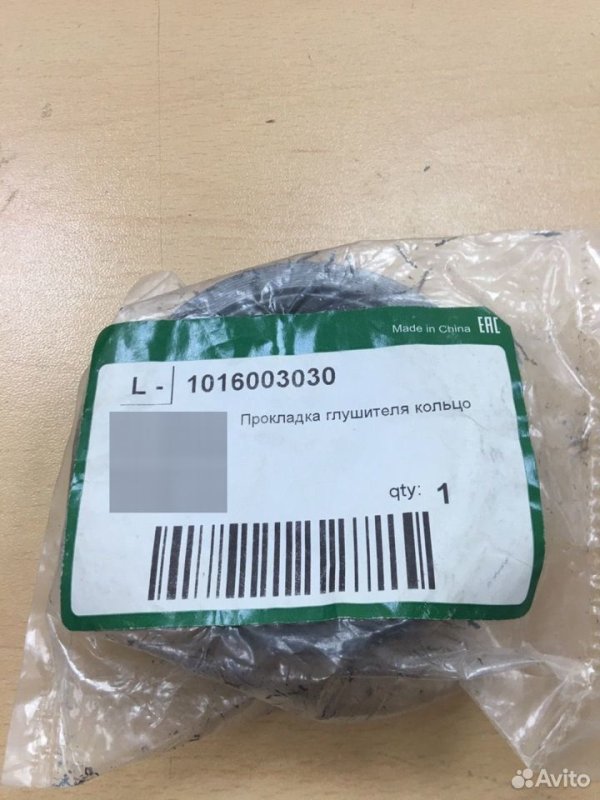 Made in China EAC
L - 1016003030
Прокладка глушителя кольцо
qty: 1
Avito